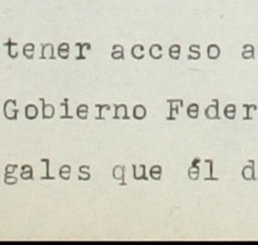 tener acceso a
Gobierno Feder
gales que él d